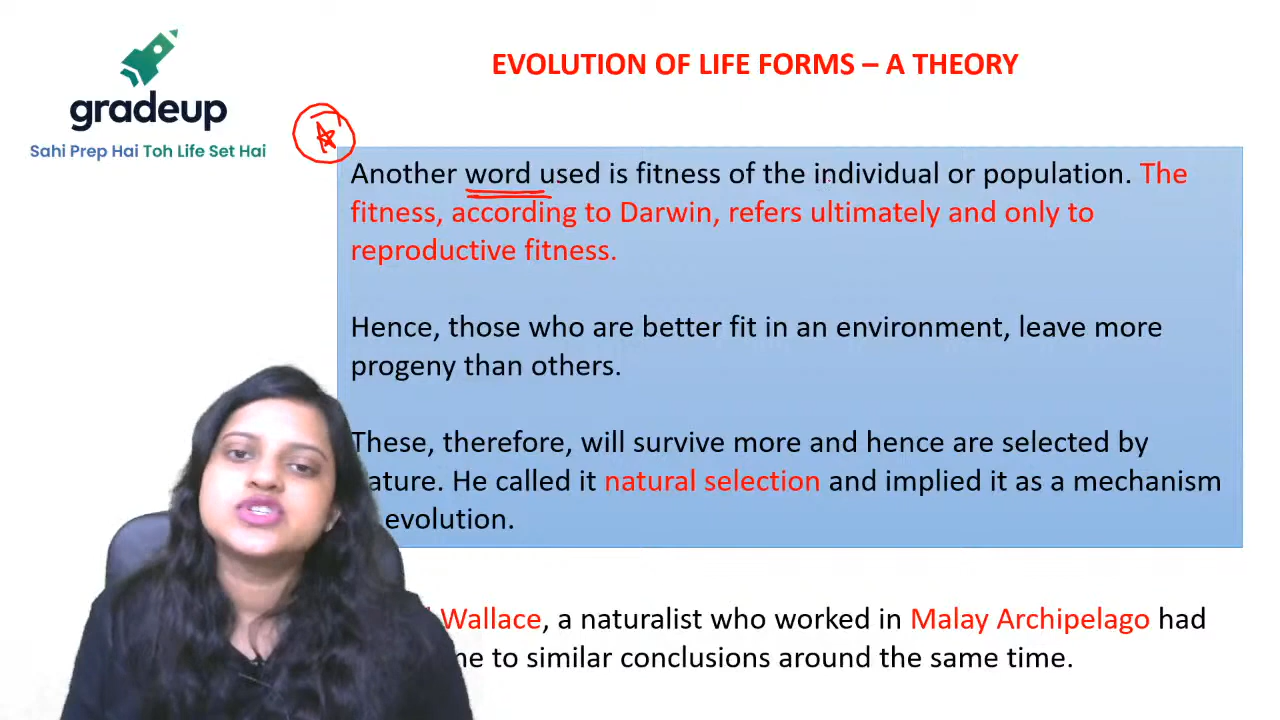 EVOLUTION OF LIFE FORMS – A THEORY
gradeup
Sahi Prep Hai Toh Life Set Hai
Another word used is fitness of the individual or population. The
fitness, according to Darwin, refers ultimately and only to
reproductive fitness.
Hence, those who are better fit in an environment, leave more
progeny than others.
These, therefore, will survive more and hence are selected by
ature. He called it natural selection and implied it as a mechanism
evolution.
Wallace, a naturalist who worked in Malay Archipelago had
to similar conclusions around the same time.